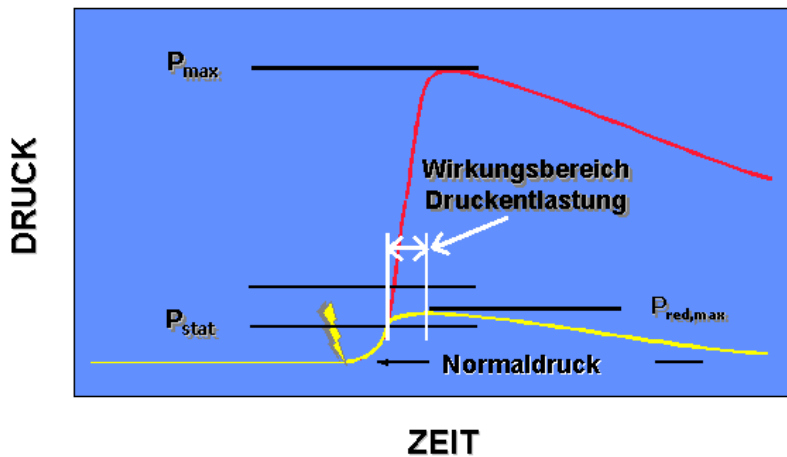 Pmax
DRUCK
Wirkungsbereich
Druckentlastung
Pstat
Pred,max
Normaldruck
ZEIT